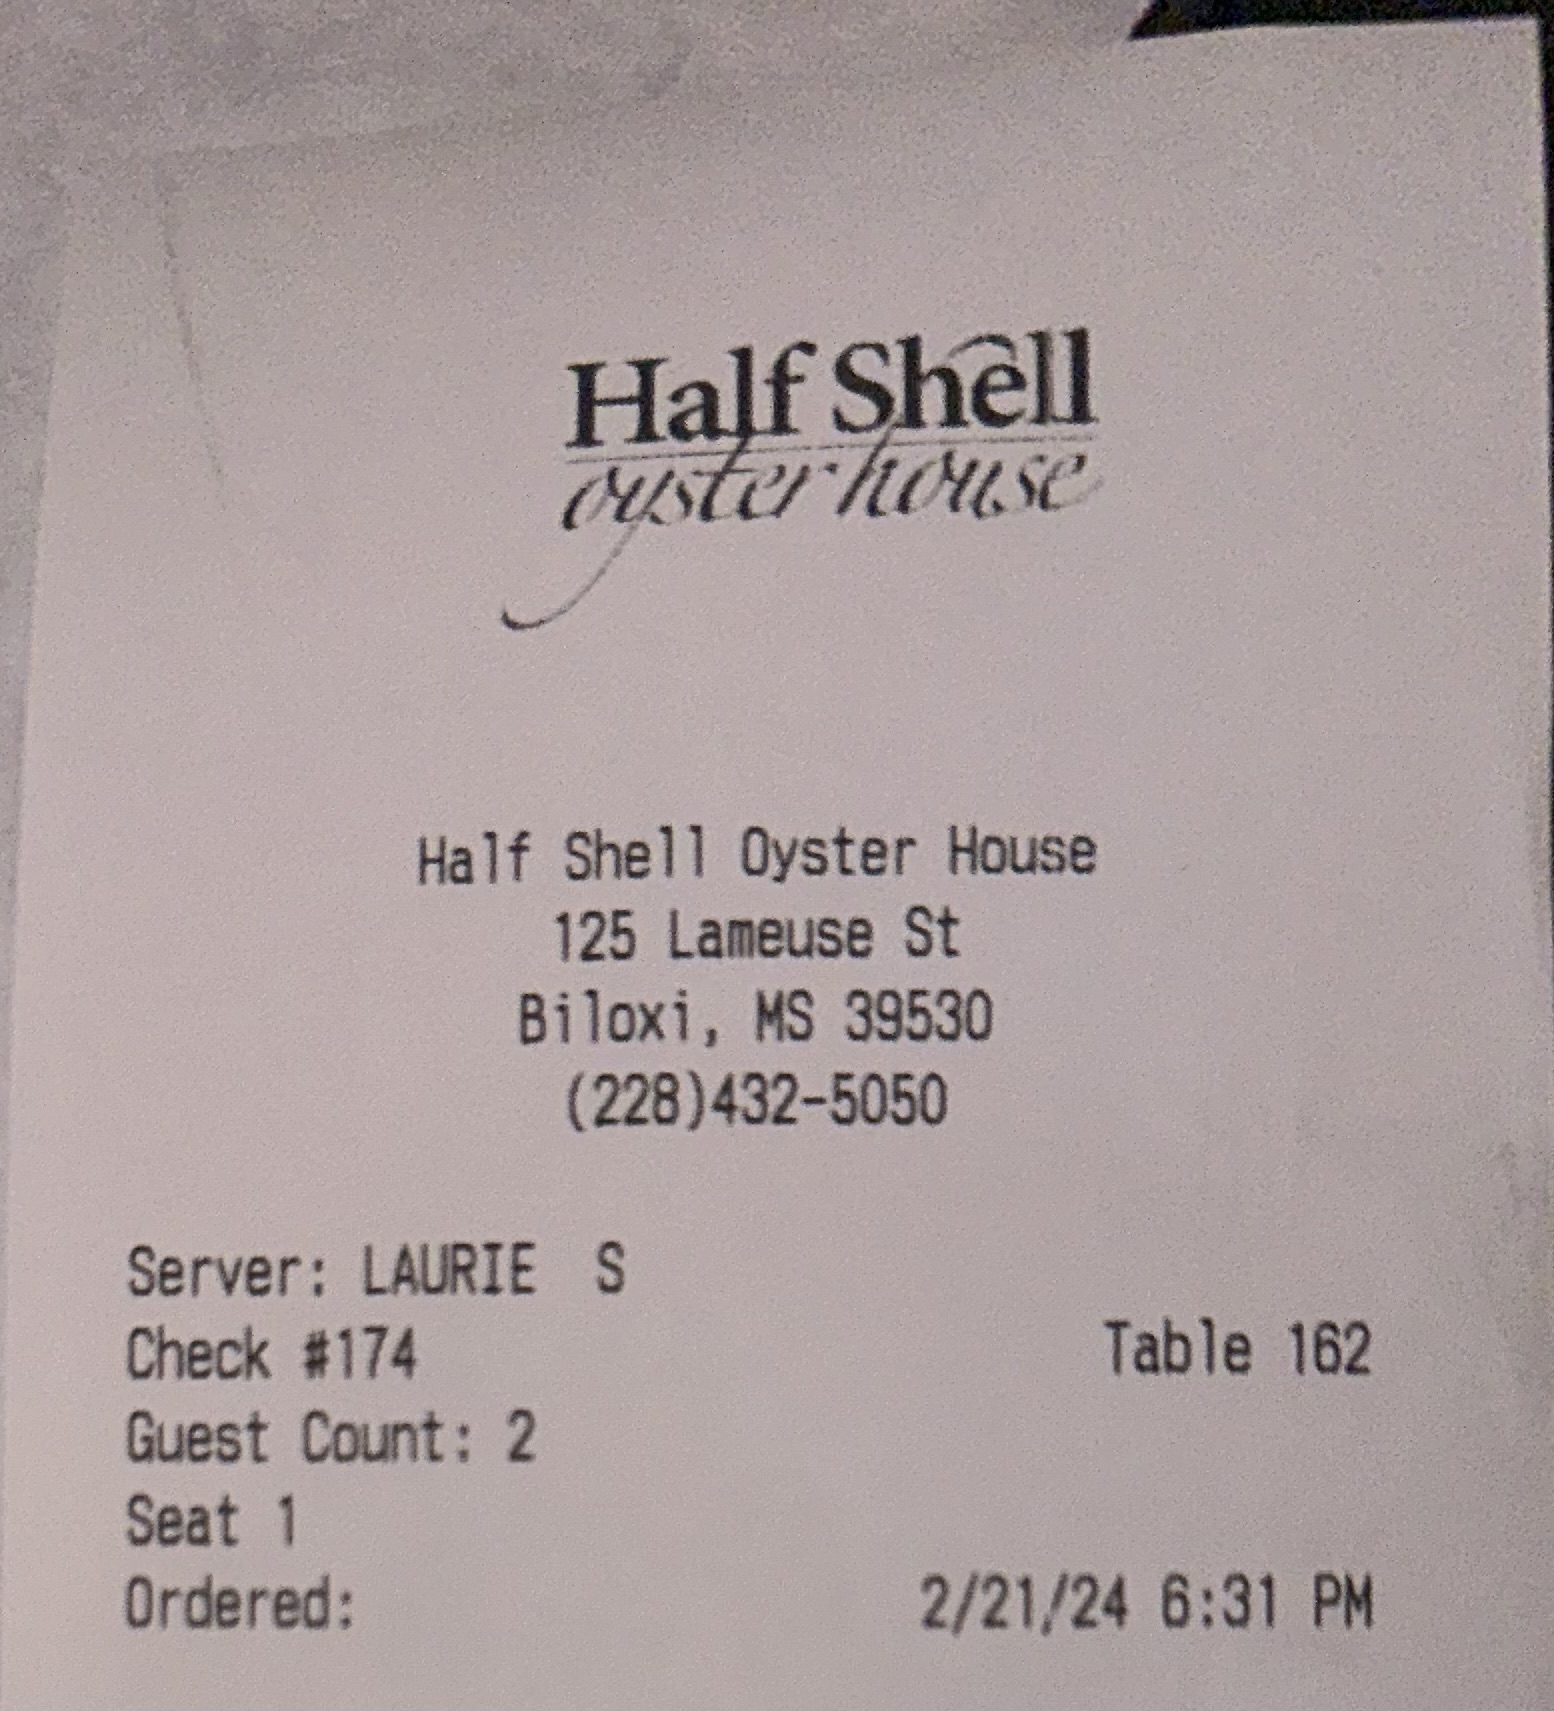 Half Shell
oyster house
Half Shell Oyster House
125 Lameuse St
Biloxi, MS 39530
(228)432-5050
Server: LAURIE S
Check #174 Table 162
Guest Count: 2
Seat 1
Ordered: 2/21/24 6:31 PM